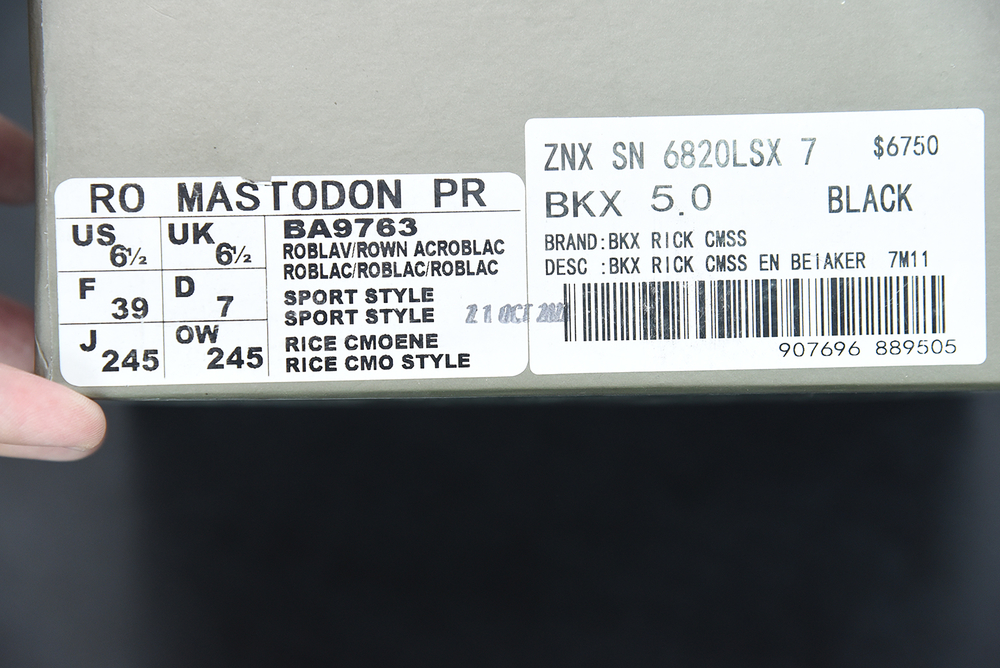 RO MASTODON PR
US 6½ UK 6½
F 39 D 7
J 245 OW 245
BA9763
ROBLAV/ROWN ACROBLAC
ROBLAC/ROBLAC/ROBLAC
SPORT STYLE
SPORT STYLE
RICE CMOENE
RICE CMO STYLE
21 OCT
ZNX SN 6820LSX 7 $6750
BKX 5.0 BLACK
BRAND:BKX RICK CMSS
DESC :BKX RICK CMSS EN BEIAKER 7M11
907696 889505